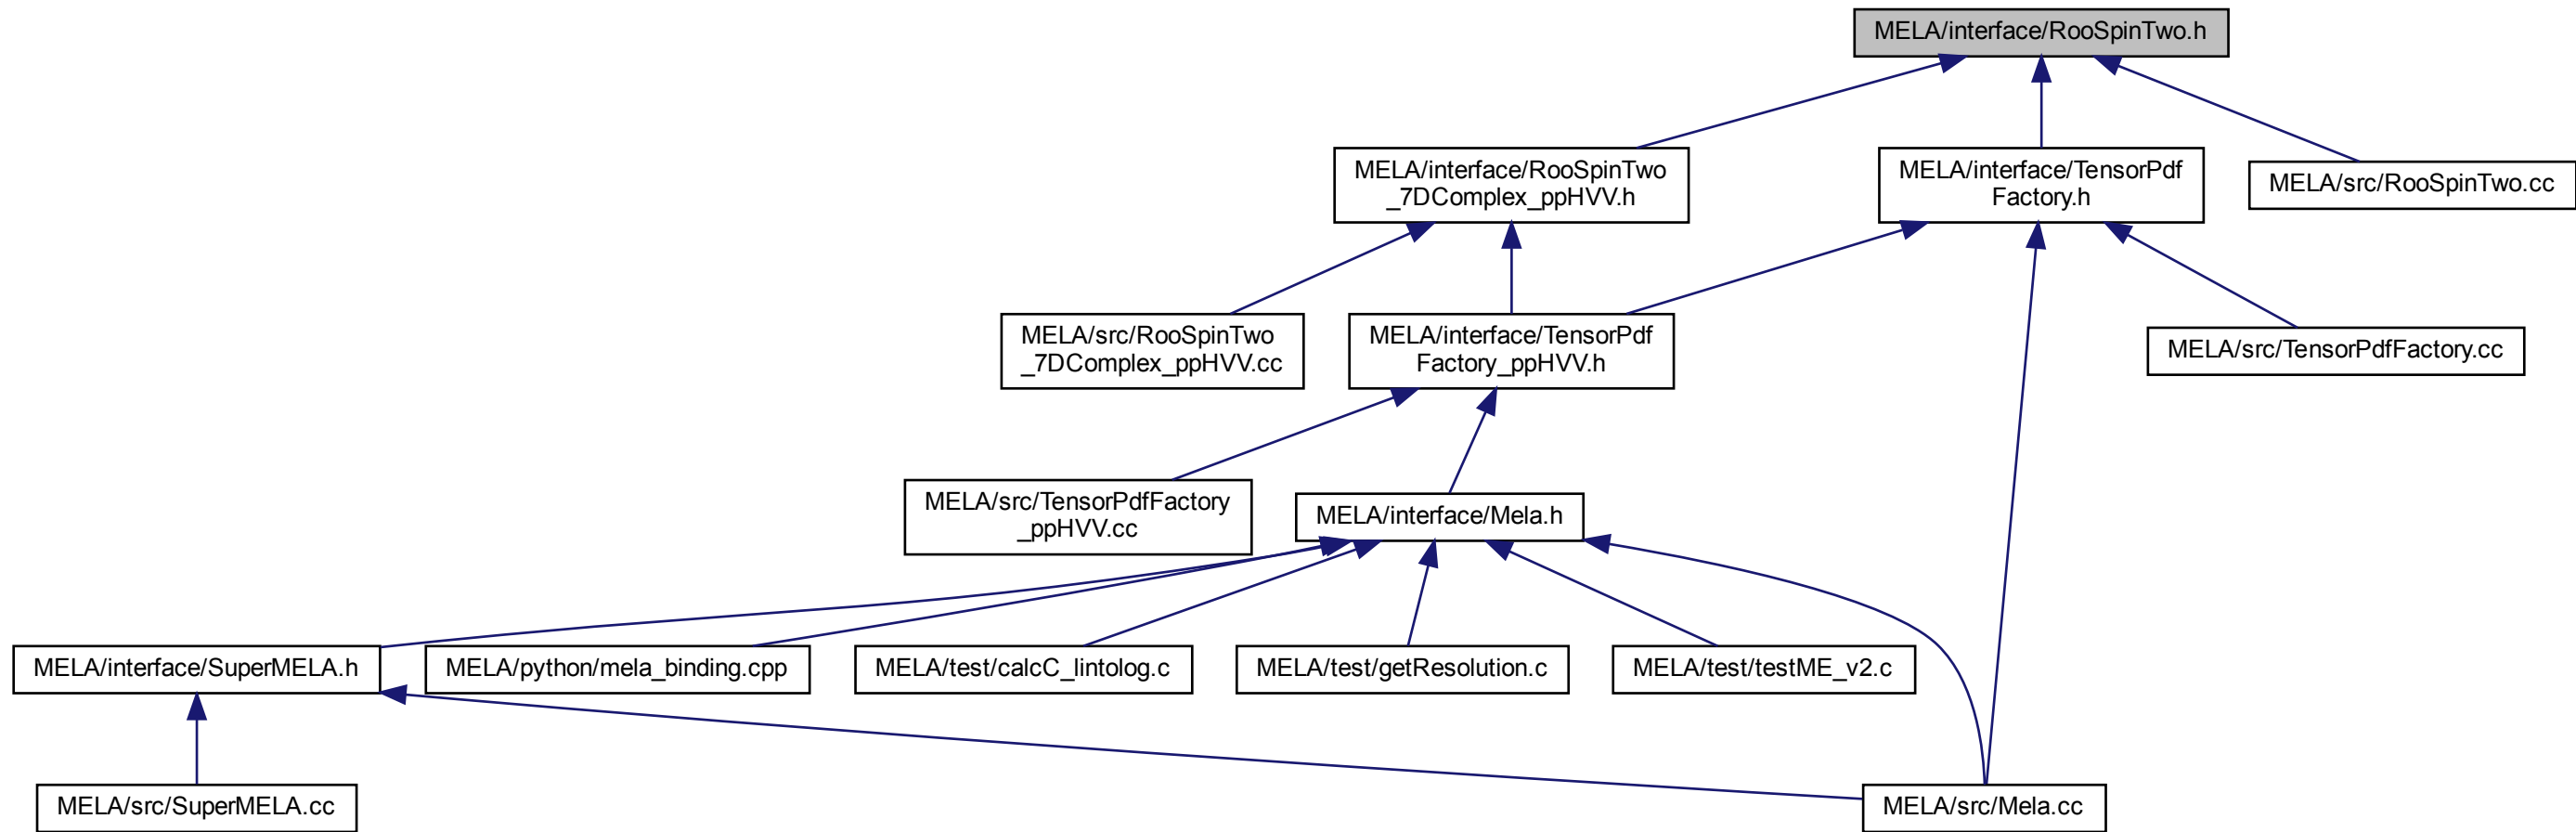 MELA/interface/RooSpinTwo.h
MELA/interface/RooSpinTwo
_7DComplex_ppHVV.h
MELA/interface/TensorPdf
Factory.h
MELA/src/RooSpinTwo.cc
MELA/src/RooSpinTwo
_7DComplex_ppHVV.cc
MELA/interface/TensorPdf
Factory_ppHVV.h
MELA/src/TensorPdfFactory.cc
MELA/src/TensorPdfFactory
_ppHVV.cc
MELA/interface/Mela.h
MELA/interface/SuperMELA.h
MELA/python/mela_binding.cpp
MELA/test/calcC_lintolog.c
MELA/test/getResolution.c
MELA/test/testME_v2.c
MELA/src/SuperMELA.cc
MELA/src/Mela.cc